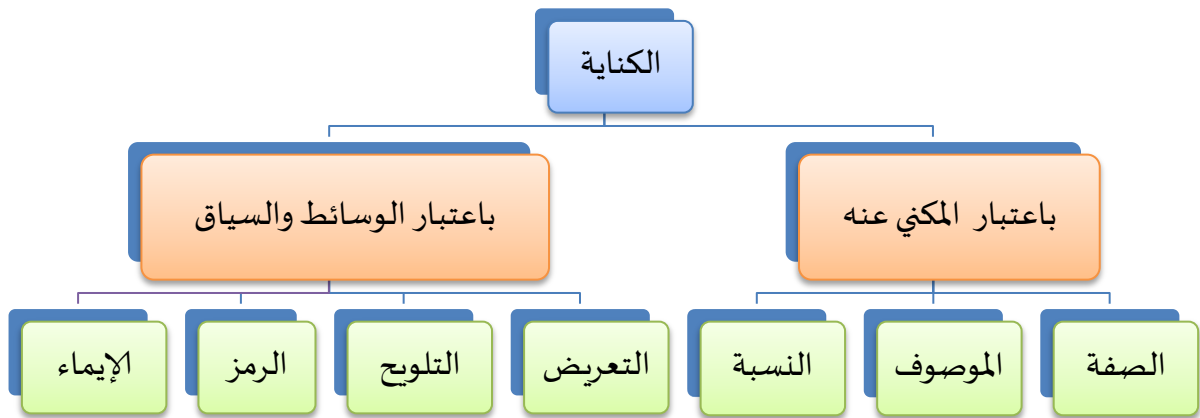 الكناية
باعتبار المكني عنه
باعتبار الوسائط والسياق
الصفة
الموصوف
النسبة
التعريض
التلويح
الرمز
الإيماء